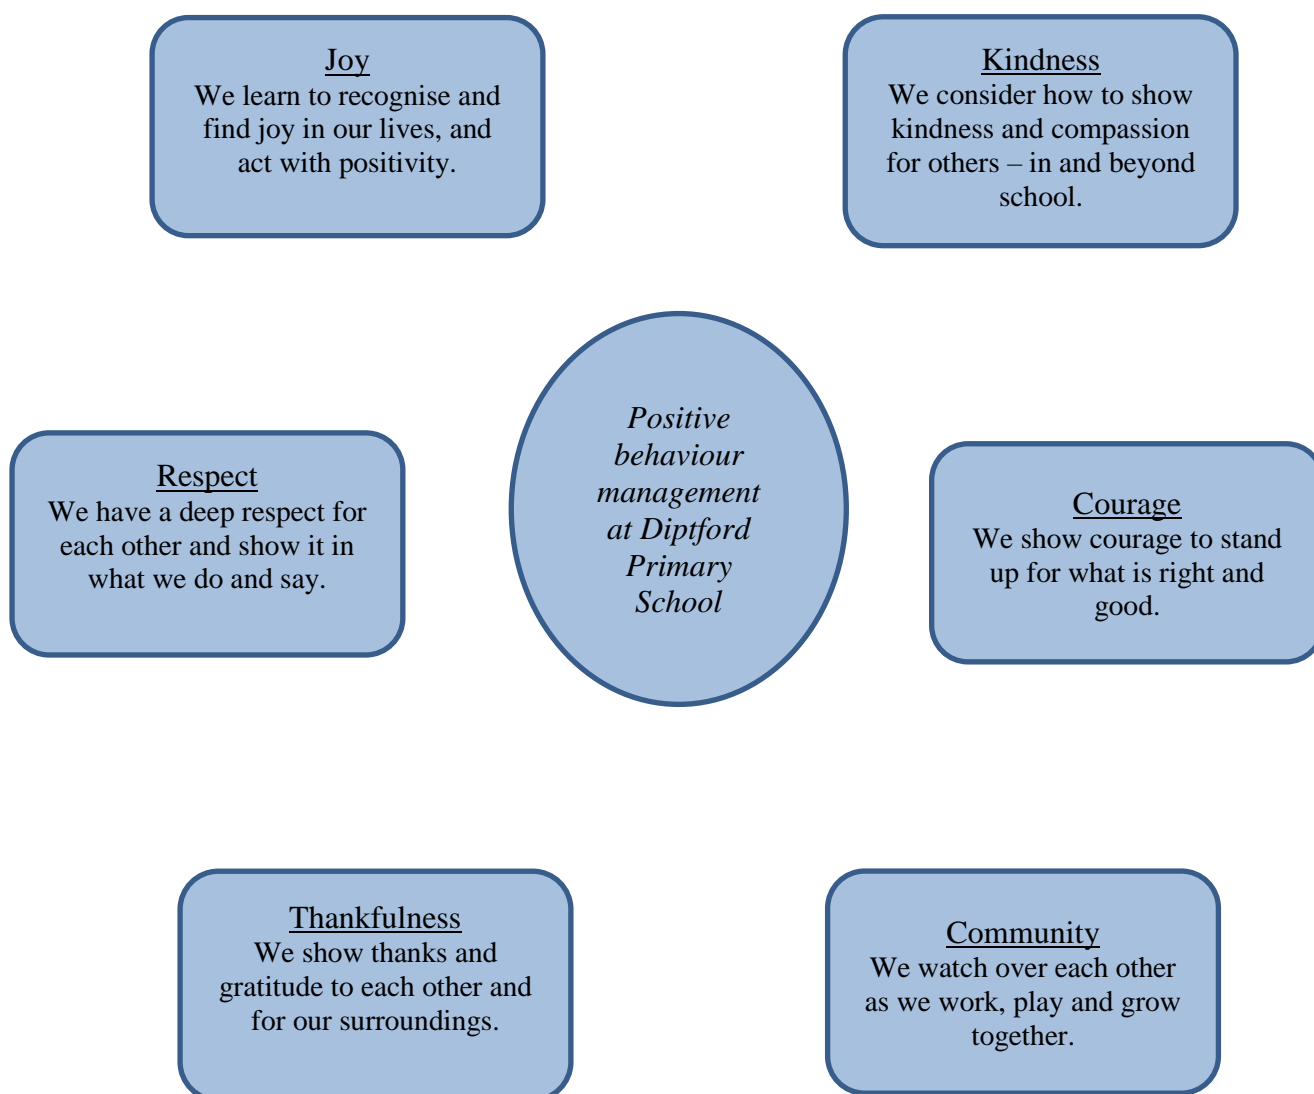 Joy
We learn to recognise and
find joy in our lives, and
act with positivity.
Kindness
We consider how to show
kindness and compassion
for others – in and beyond
school.
Positive
behaviour
management
at Diptford
Primary
School
Respect
We have a deep respect for
each other and show it in
what we do and say.
Courage
We show courage to stand
up for what is right and
good.
Thankfulness
We show thanks and
gratitude to each other and
for our surroundings.
Community
We watch over each other
as we work, play and grow
together.